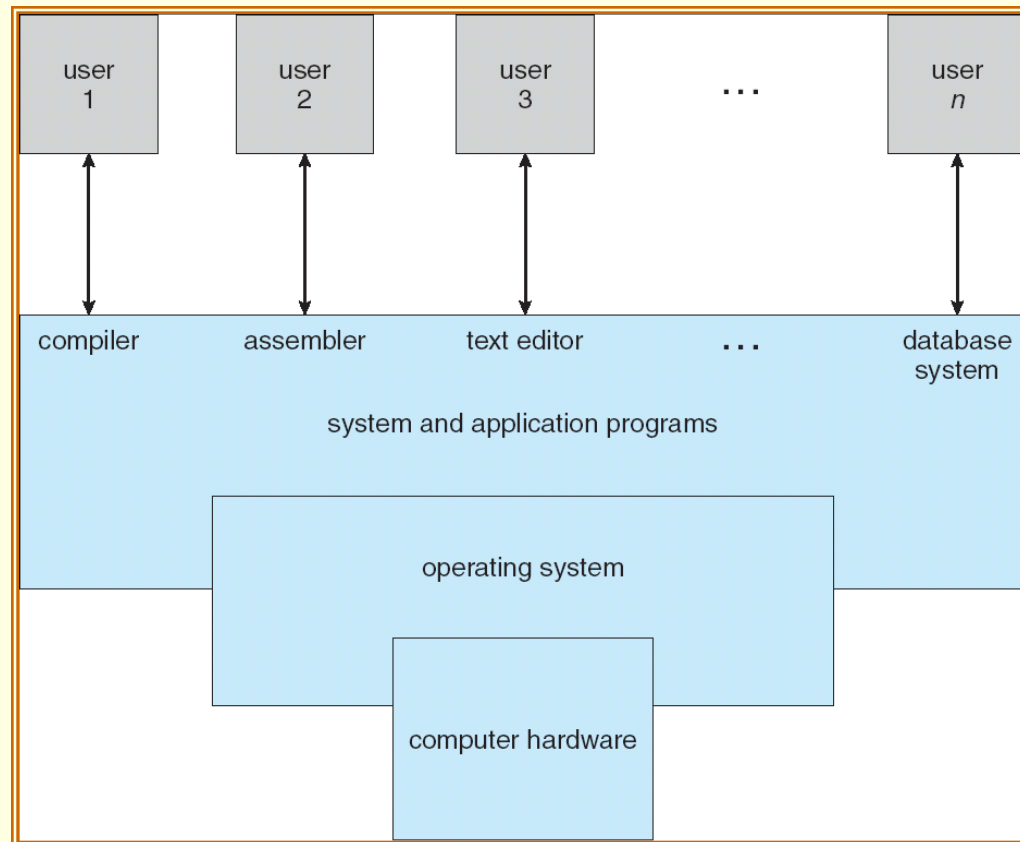 user
1
user
2
user
3
...
user
n
compiler
assembler
text editor
...
database
system
system and application programs
operating system
computer hardware